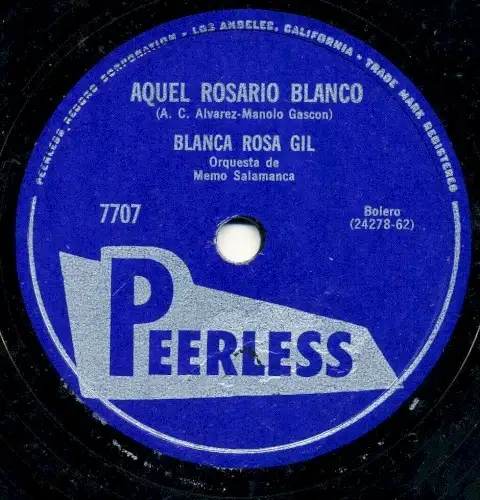 PEERLESS RECORD CORPORATION - LOS ANGELES, CALIFORNIA - TRADE MARK REGISTERED
AQUEL ROSARIO BLANCO
(A. C. Alvarez-Manolo Gascon)
BLANCA ROSA GIL
Orquesta de
Memo Salamanca
7707
Bolero
(24278-62)
PEERLESS